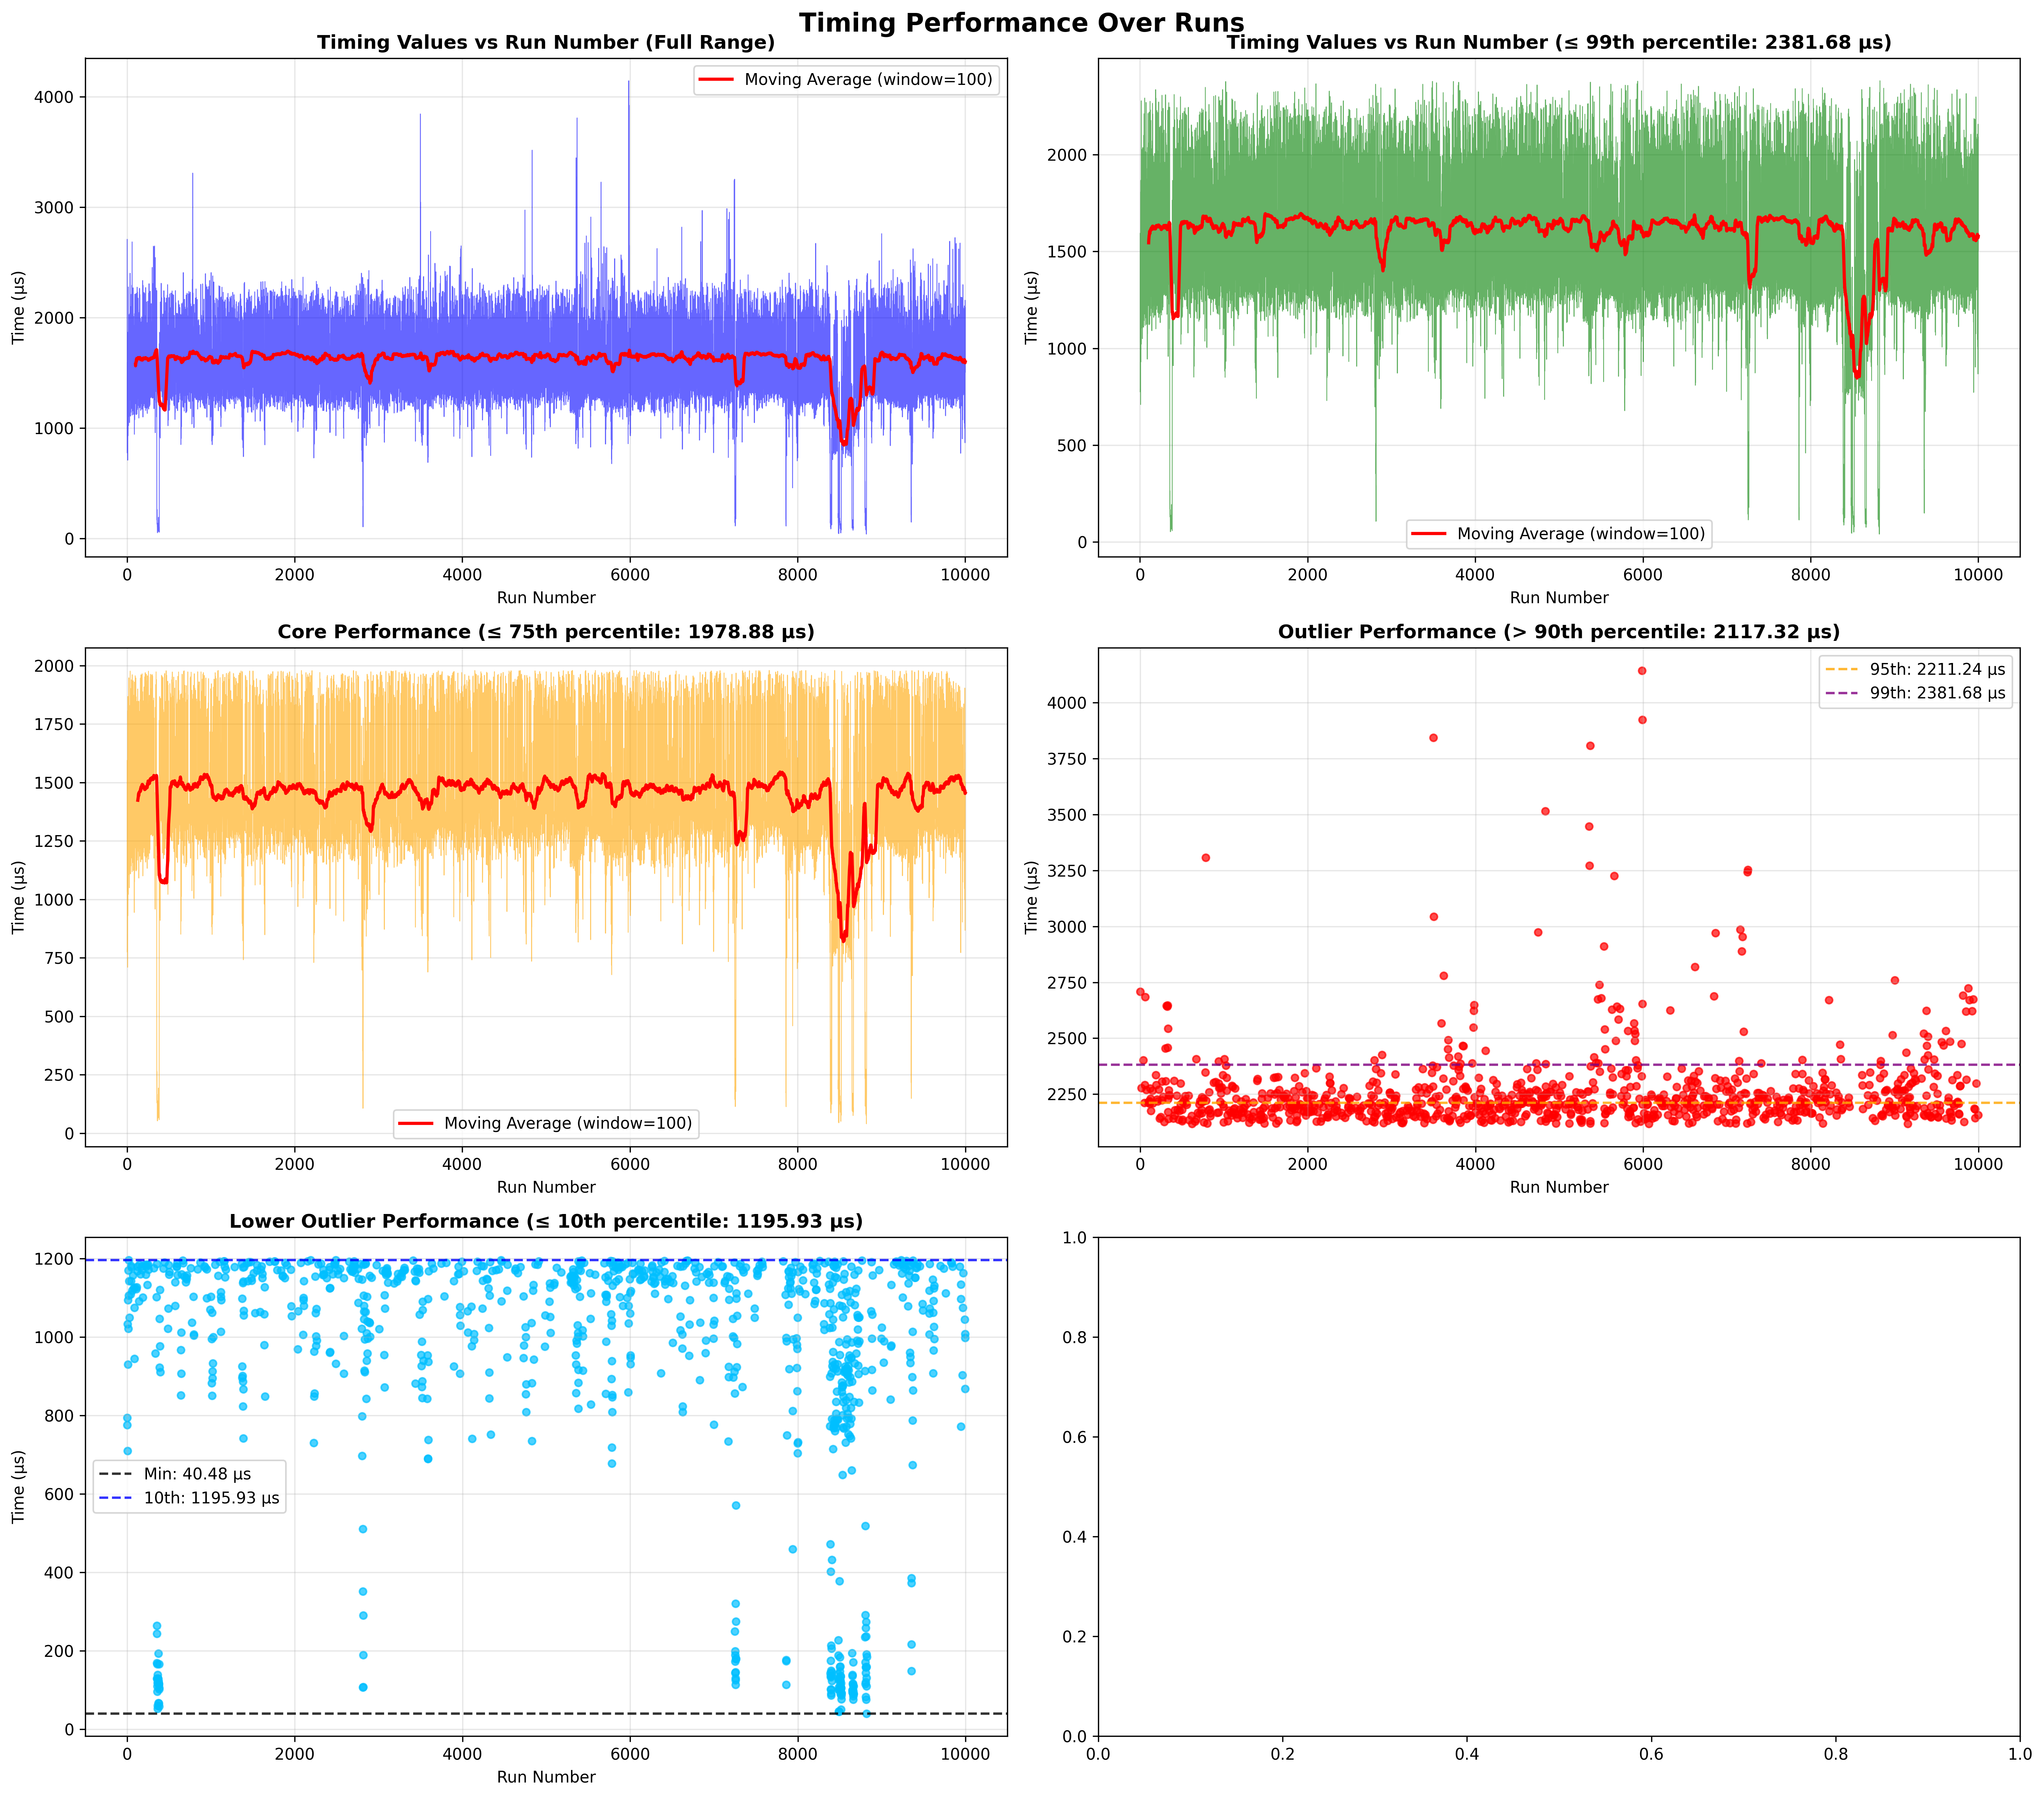 Timing Performance Over Runs
Timing Values vs Run Number (Full Range)
Moving Average (window=100)
4000
3000
2000
1000
0
Time (µs)
0 2000 4000 6000 8000 10000
Run Number
Timing Values vs Run Number (≤ 99th percentile: 2381.68 µs)
2000
1500
1000
500
0
Time (µs)
Moving Average (window=100)
0 2000 4000 6000 8000 10000
Run Number
Core Performance (≤ 75th percentile: 1978.88 µs)
2000
1750
1500
1250
1000
750
500
250
0
Time (µs)
Moving Average (window=100)
0 2000 4000 6000 8000 10000
Run Number
Outlier Performance (> 90th percentile: 2117.32 µs)
95th: 2211.24 µs
99th: 2381.68 µs
4000
3750
3500
3250
3000
2750
2500
2250
Time (µs)
0 2000 4000 6000 8000 10000
Run Number
Lower Outlier Performance (≤ 10th percentile: 1195.93 µs)
1200
1000
800
600
400
200
0
Time (µs)
Min: 40.48 µs
10th: 1195.93 µs
0 2000 4000 6000 8000 10000
Run Number
1.0
0.8
0.6
0.4
0.2
0.0
0.0 0.2 0.4 0.6 0.8 1.0